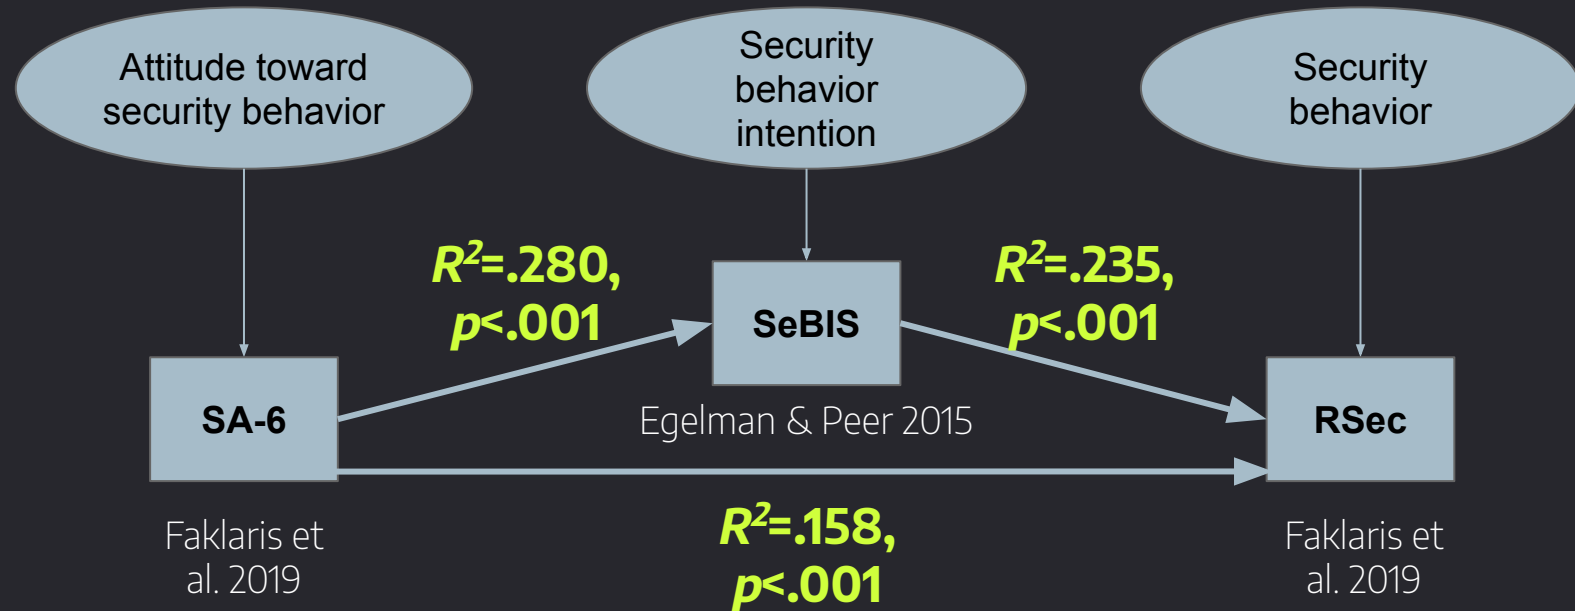 Attitude toward
security behavior
Security
behavior
intention
Security
behavior
R²=.280,
p<.001
R²=.235,
p<.001
SeBIS
SA-6
Egelman & Peer 2015
RSec
Faklaris et
al. 2019
R²=.158,
p<.001
Faklaris et
al. 2019